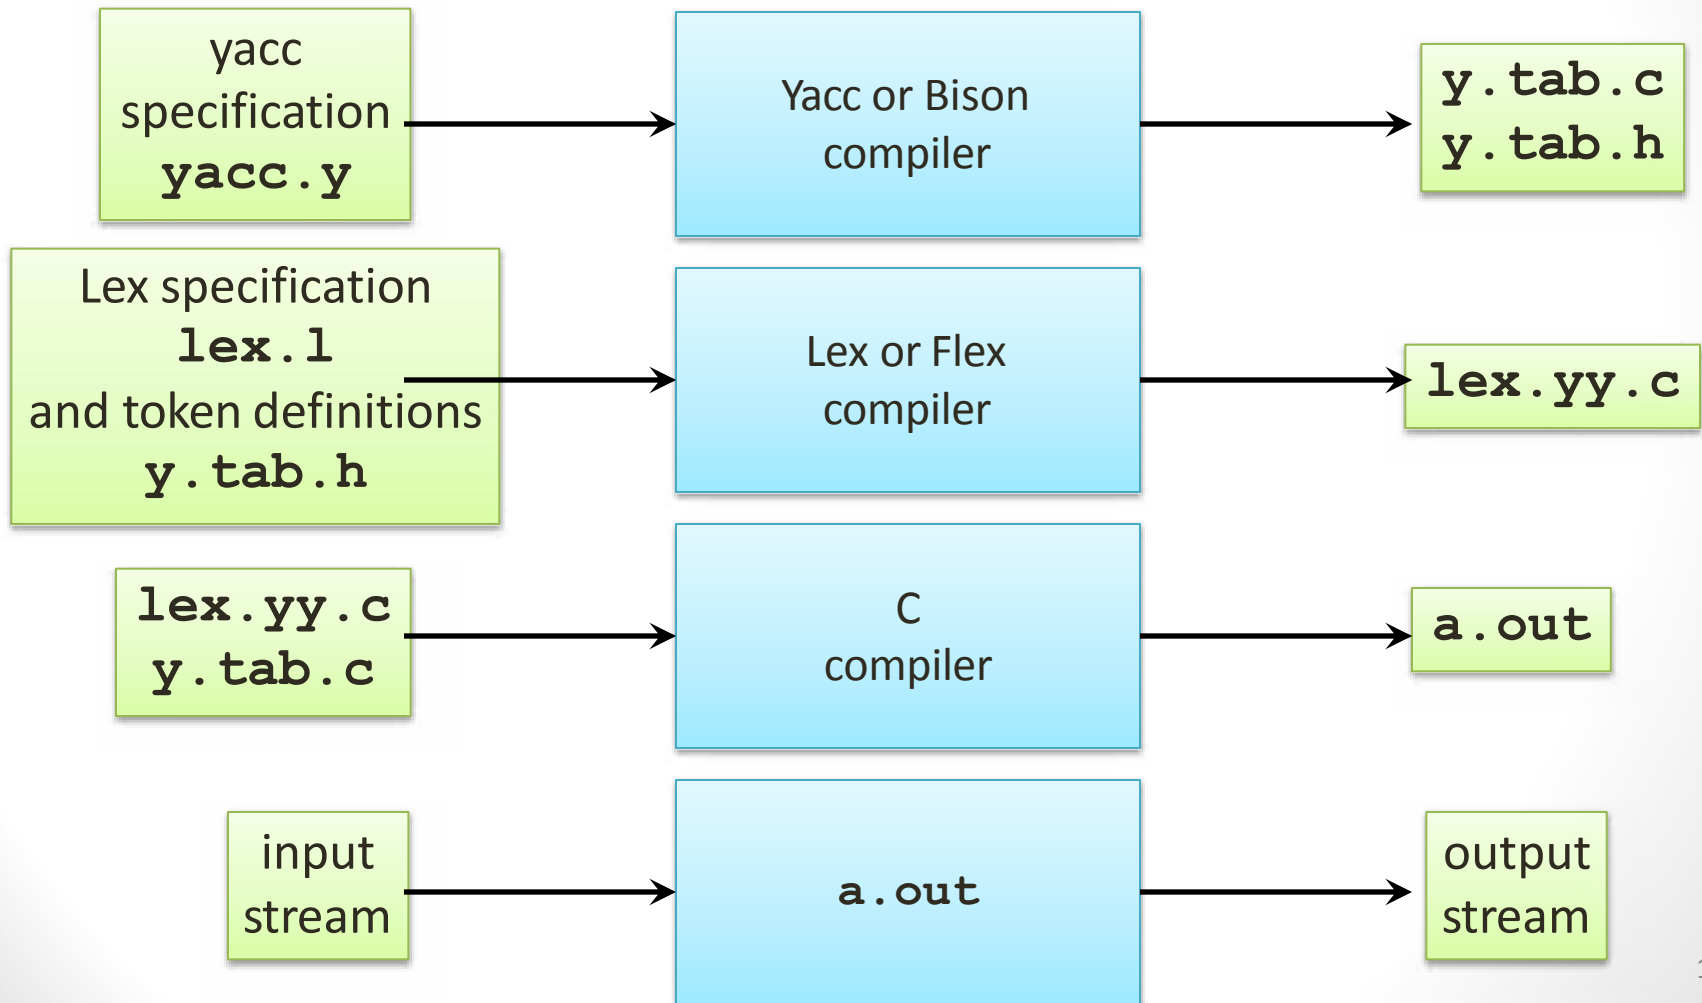 yacc
specification
yacc.y
Yacc or Bison
compiler
y.tab.c
y.tab.h
Lex specification
lex.l
and token definitions
y.tab.h
Lex or Flex
compiler
lex.yy.c
lex.yy.c
y.tab.c
C
compiler
a.out
input
stream
a.out
output
stream